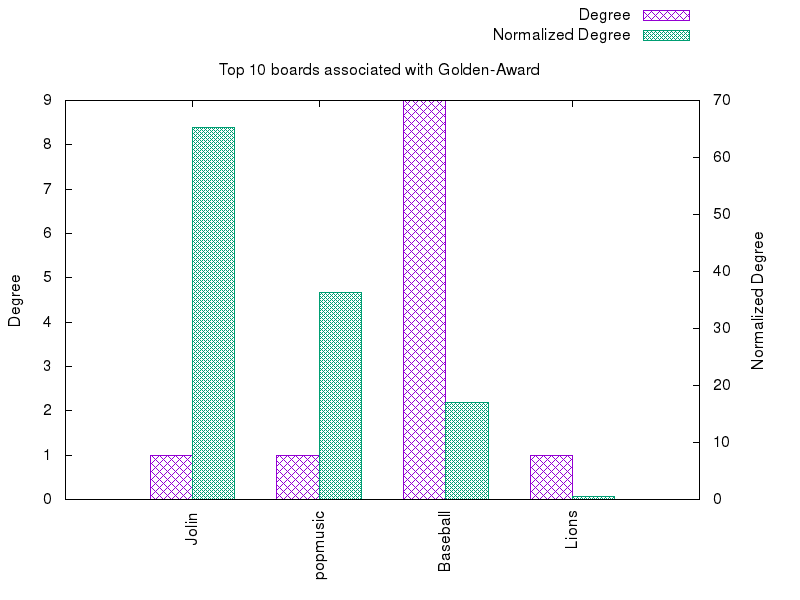 Degree
Normalized Degree
Top 10 boards associated with Golden-Award
9
8
7
6
5
4
3
2
1
0
70
60
50
40
30
20
10
0
Degree
Normalized Degree
Jolin
popmusic
Baseball
Lions